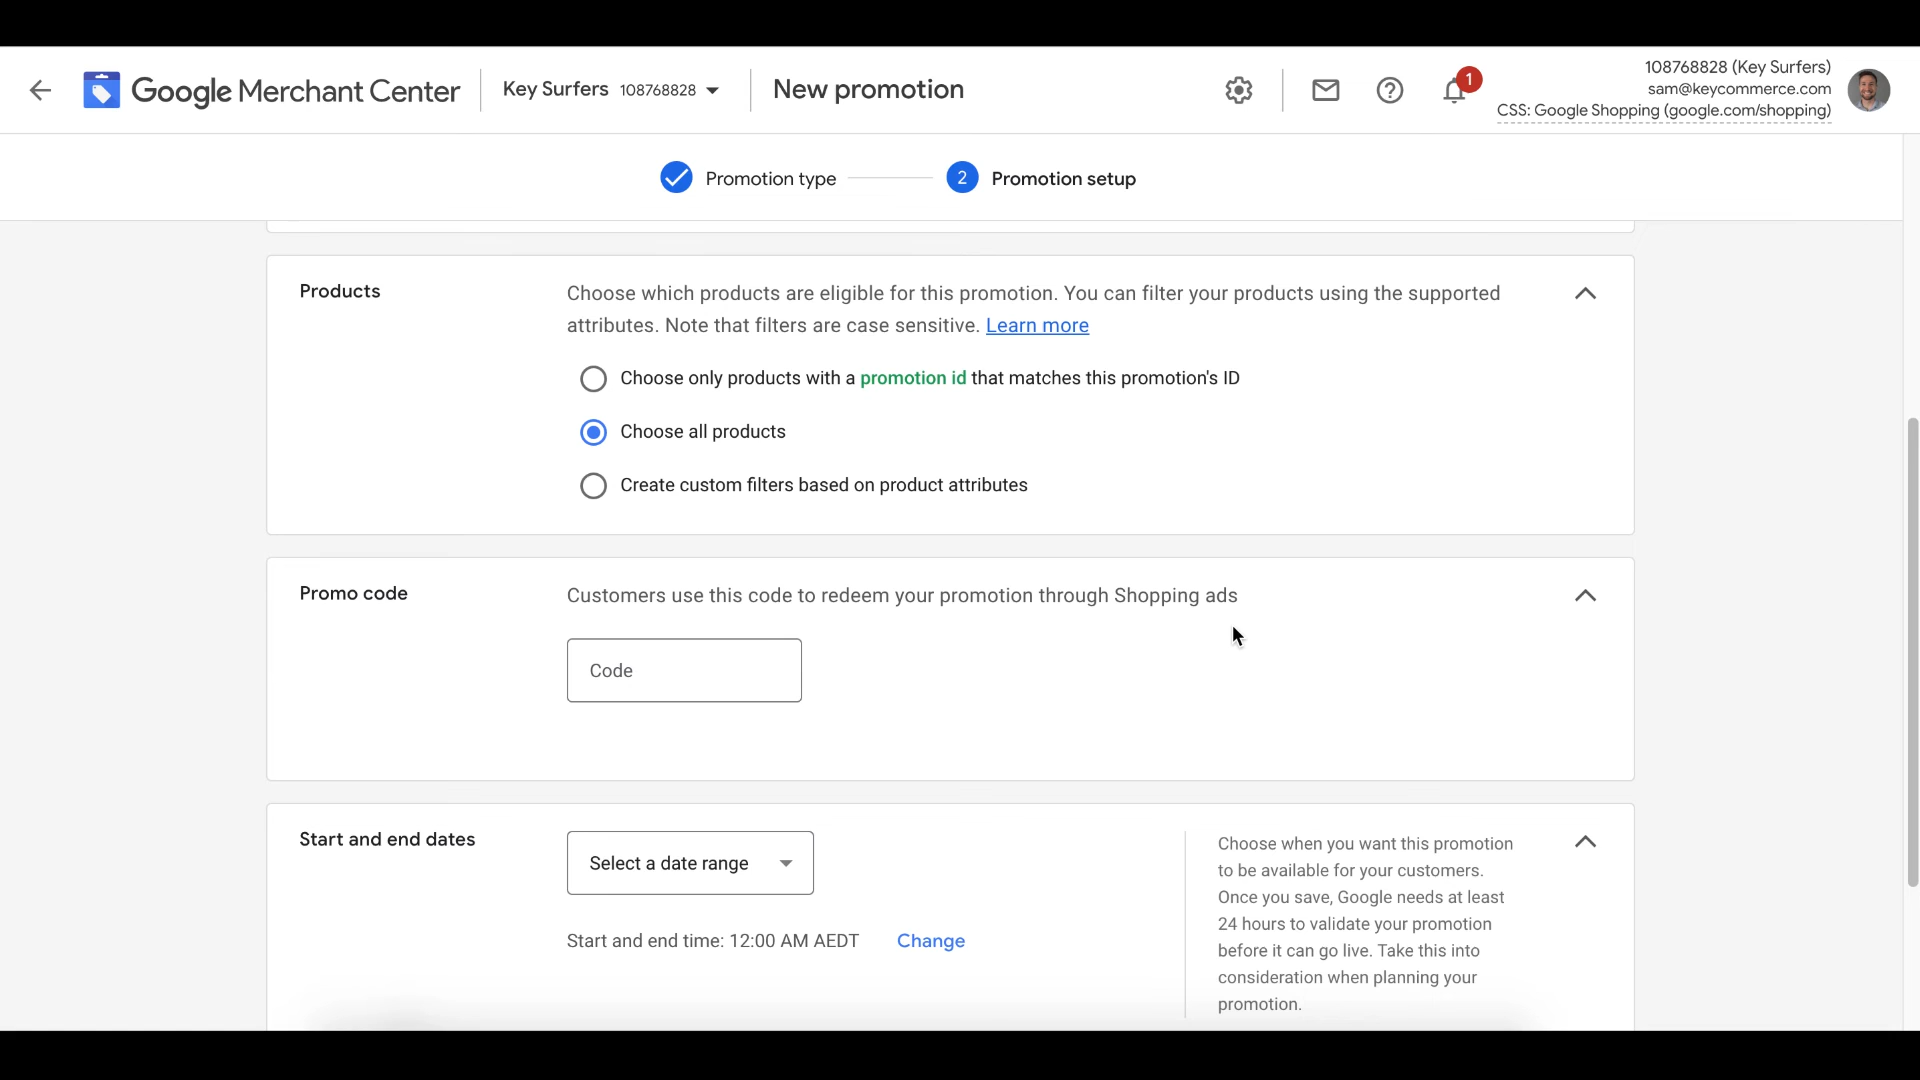 Google Merchant Center
Key Surfers 108768828
New promotion
1
108768828 (Key Surfers)
sam@keycommerce.com
CSS: Google Shopping (google.com/shopping)
Promotion type
2 Promotion setup
Products
Choose which products are eligible for this promotion. You can filter your products using the supported
attributes. Note that filters are case sensitive. Learn more
Choose only products with a promotion id that matches this promotion's ID
Choose all products
Create custom filters based on product attributes
Promo code
Customers use this code to redeem your promotion through Shopping ads
Code
Start and end dates
Select a date range
Start and end time: 12:00 AM AEDT Change
Choose when you want this promotion
to be available for your customers.
Once you save, Google needs at least
24 hours to validate your promotion
before it can go live. Take this into
consideration when planning your
promotion.